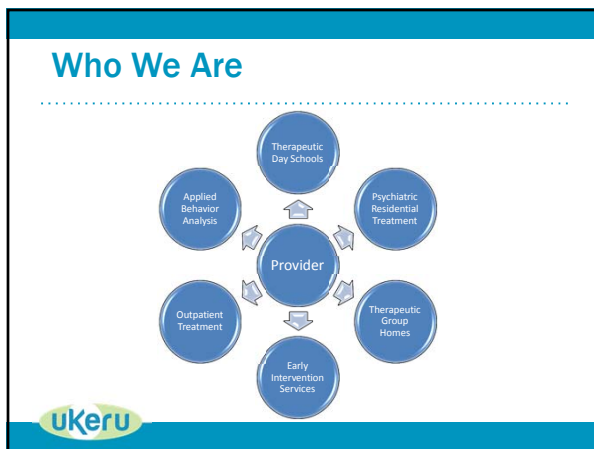 Who We Are
Therapeutic
Day Schools
Psychiatric
Residential
Treatment
Therapeutic
Group
Homes
Early
Intervention
Services
Outpatient
Treatment
Applied
Behavior
Analysis
Provider
uKeru